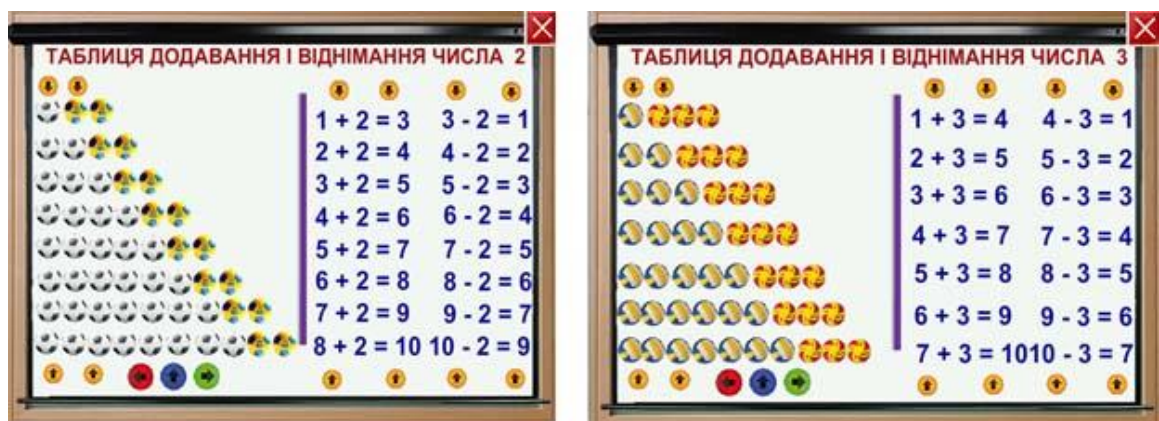 ТАБЛИЦЯ ДОДАВАННЯ І ВІДНІМАННЯ ЧИСЛА 2
1 + 2 = 3 3 - 2 = 1
2 + 2 = 4 4 - 2 = 2
3 + 2 = 5 5 - 2 = 3
4 + 2 = 6 6 - 2 = 4
5 + 2 = 7 7 - 2 = 5
6 + 2 = 8 8 - 2 = 6
7 + 2 = 9 9 - 2 = 7
8 + 2 = 10 10 - 2 = 9
ТАБЛИЦЯ ДОДАВАННЯ І ВІДНІМАННЯ ЧИСЛА 3
1 + 3 = 4 4 - 3 = 1
2 + 3 = 5 5 - 3 = 2
3 + 3 = 6 6 - 3 = 3
4 + 3 = 7 7 - 3 = 4
5 + 3 = 8 8 - 3 = 5
6 + 3 = 9 9 - 3 = 6
7 + 3 = 10 10 - 3 = 7